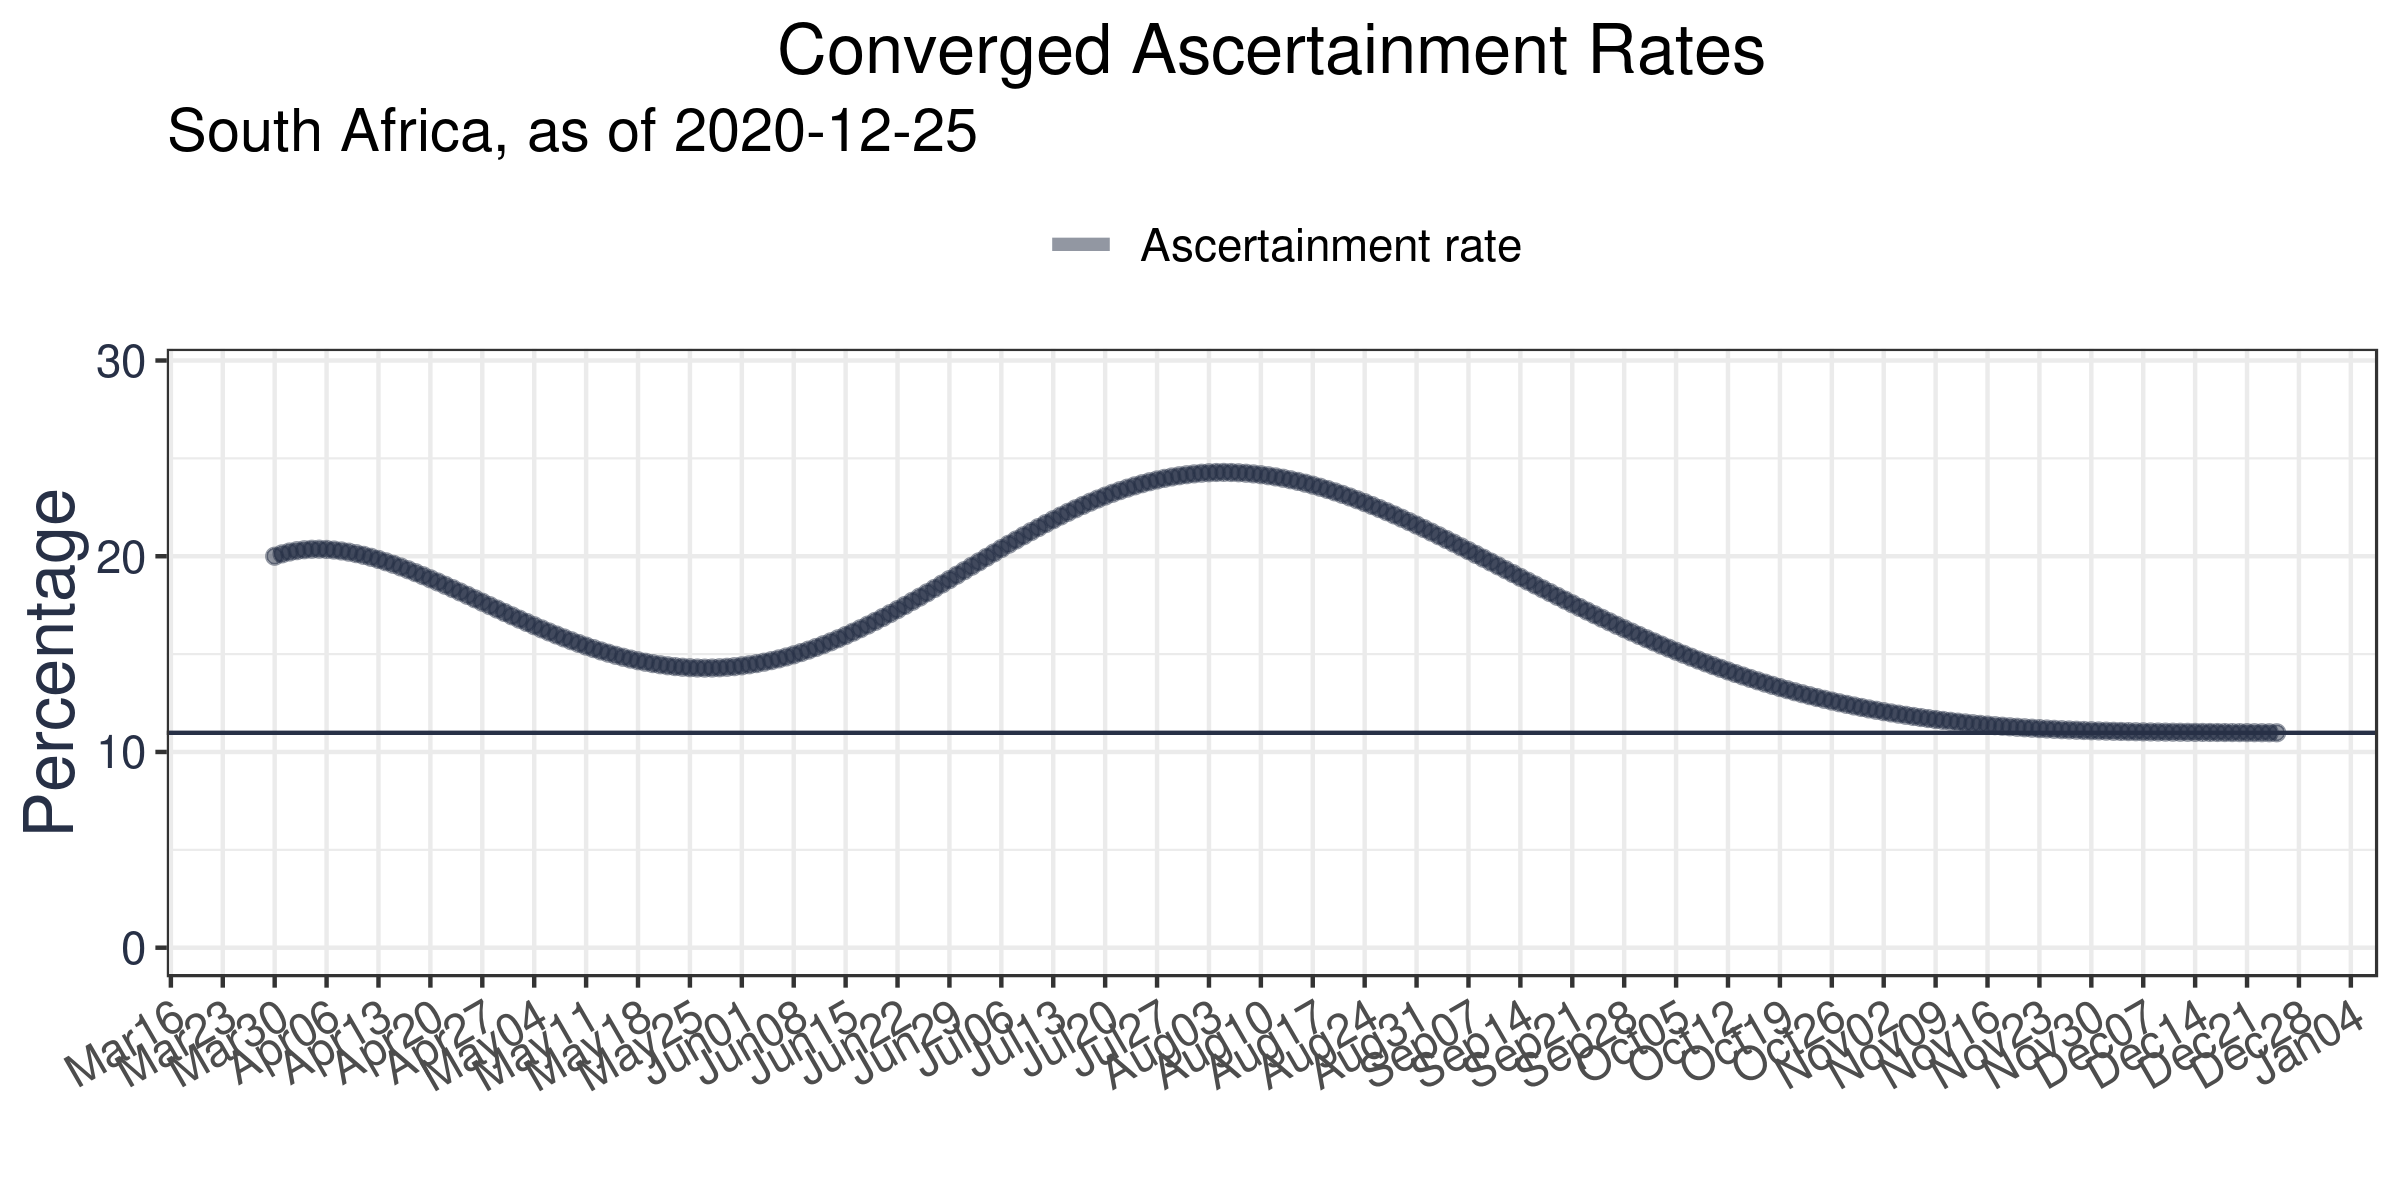 Converged Ascertainment Rates
South Africa, as of 2020-12-25
Ascertainment rate
Percentage
30
20
10
0
Mar16
Mar23
Mar30
Apr06
Apr13
Apr20
Apr27
May04
May11
May18
May25
Jun01
Jun08
Jun15
Jun22
Jun29
Jul06
Jul13
Jul20
Jul27
Aug03
Aug10
Aug17
Aug24
Aug31
Sep07
Sep14
Sep21
Sep28
Oct05
Oct12
Oct19
Oct26
Nov02
Nov09
Nov16
Nov23
Nov30
Dec07
Dec14
Dec21
Dec28
Jan04